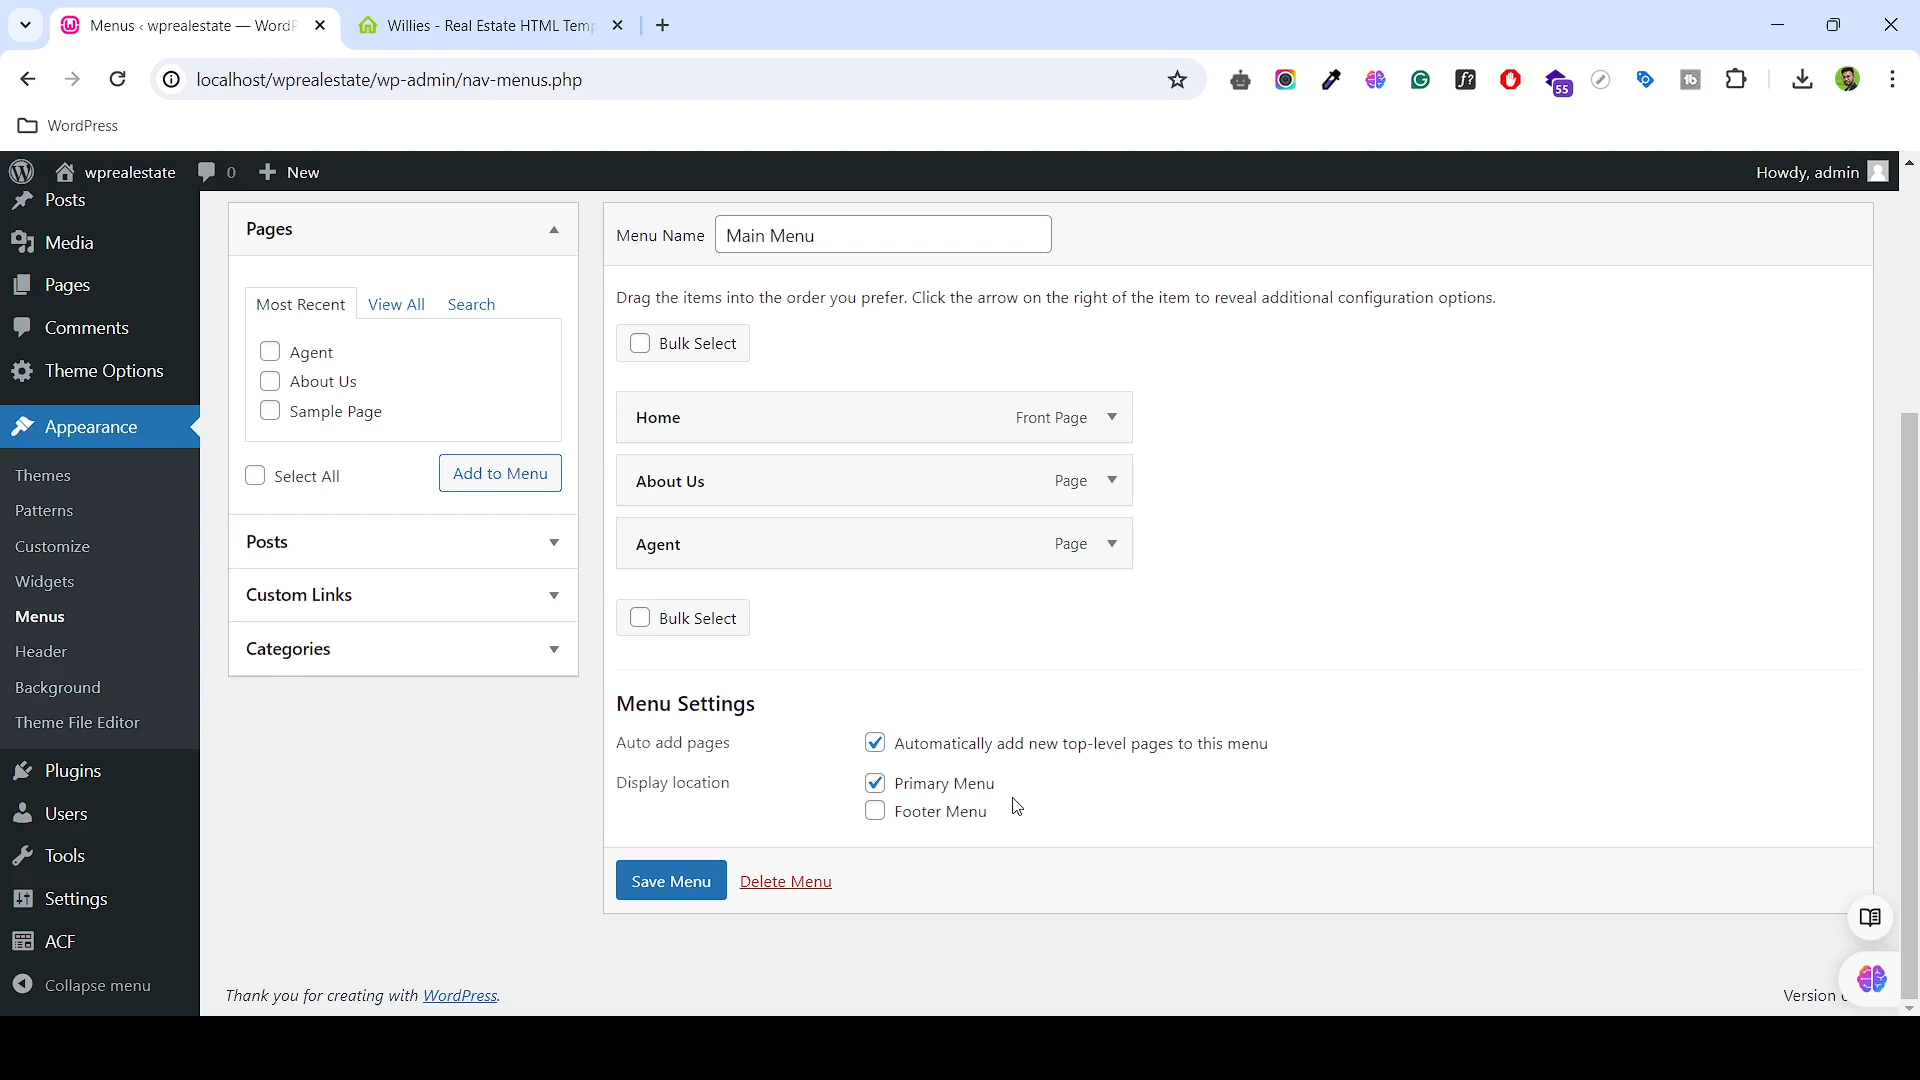 Menus ‹ wprealestate — WordP
Willies - Real Estate HTML Temp
localhost/wprealestate/wp-admin/nav-menus.php
55
WordPress
wprealestate
0
New
Howdy, admin
Posts
Media
Pages
Comments
Theme Options
Appearance
Themes
Patterns
Customize
Widgets
Menus
Header
Background
Theme File Editor
Plugins
Users
Tools
Settings
ACF
Collapse menu
Pages
Most Recent
View All
Search
Agent
About Us
Sample Page
Select All
Add to Menu
Posts
Custom Links
Categories
Menu Name
Main Menu
Drag the items into the order you prefer. Click the arrow on the right of the item to reveal additional configuration options.
Bulk Select
Home Front Page
About Us Page
Agent Page
Bulk Select
Menu Settings
Auto add pages
Automatically add new top-level pages to this menu
Display location
Primary Menu
Footer Menu
Save Menu
Delete Menu
Thank you for creating with WordPress.
Version